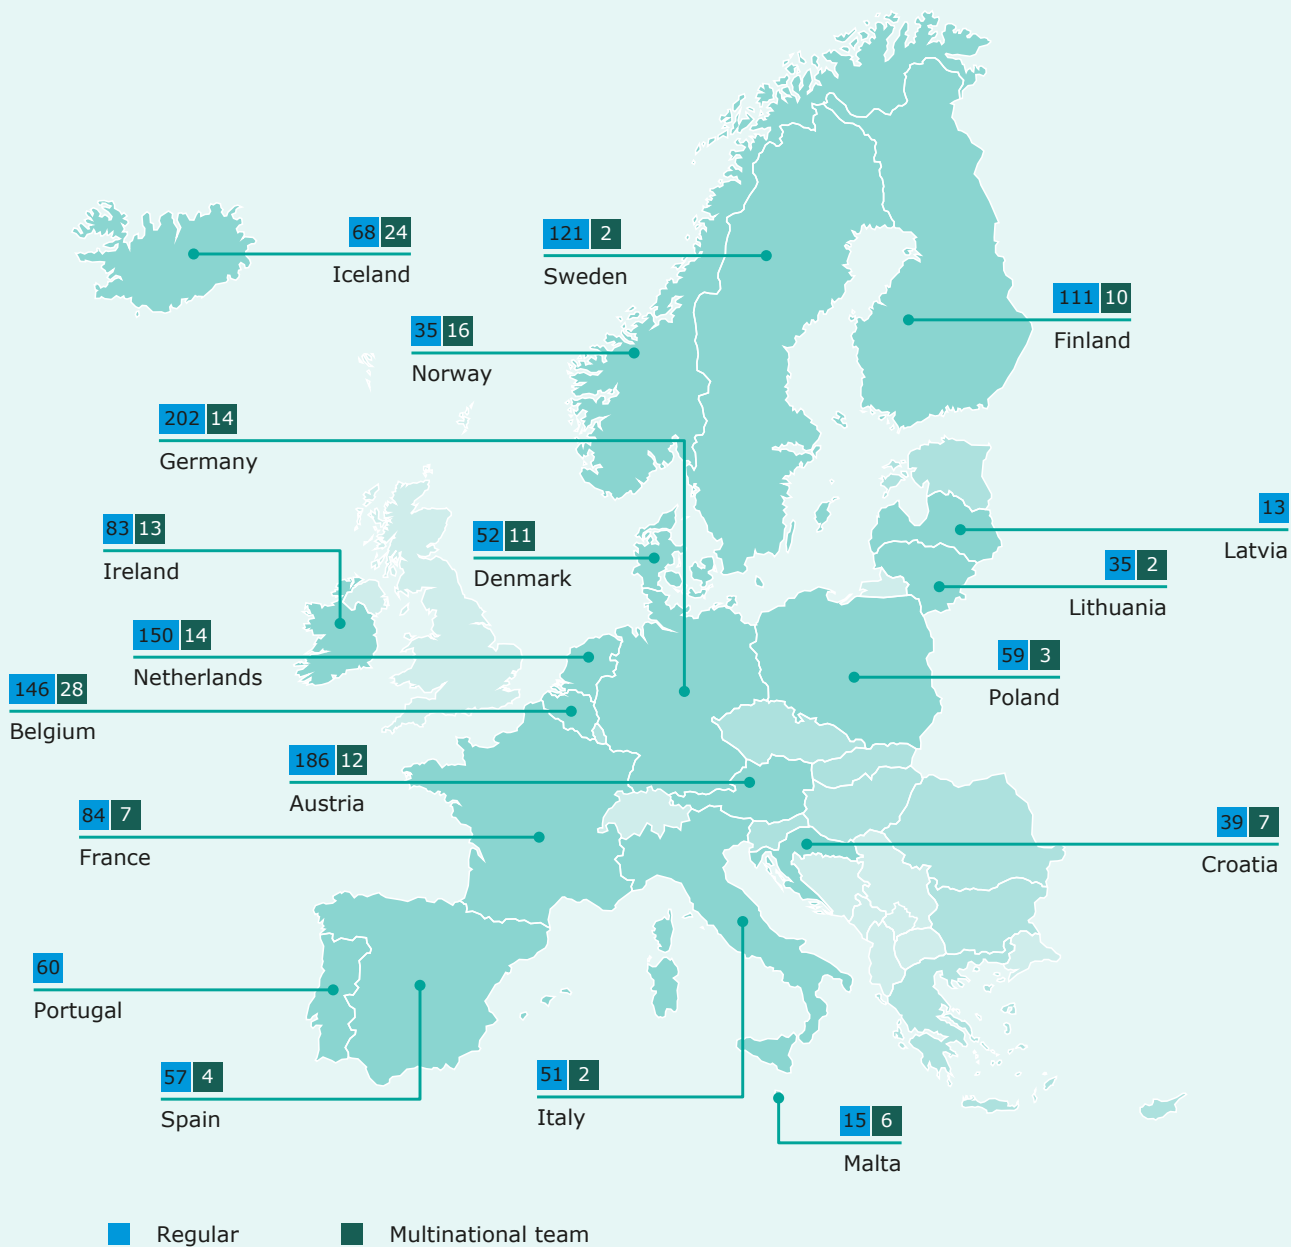 68 24
Iceland
121 2
Sweden
111 10
Finland
35 16
Norway
202 14
Germany
13
Latvia
83 13
Ireland
52 11
Denmark
35 2
Lithuania
150 14
Netherlands
59 3
Poland
146 28
Belgium
186 12
Austria
84 7
France
39 7
Croatia
60
Portugal
57 4
Spain
51 2
Italy
15 6
Malta
Regular Multinational team